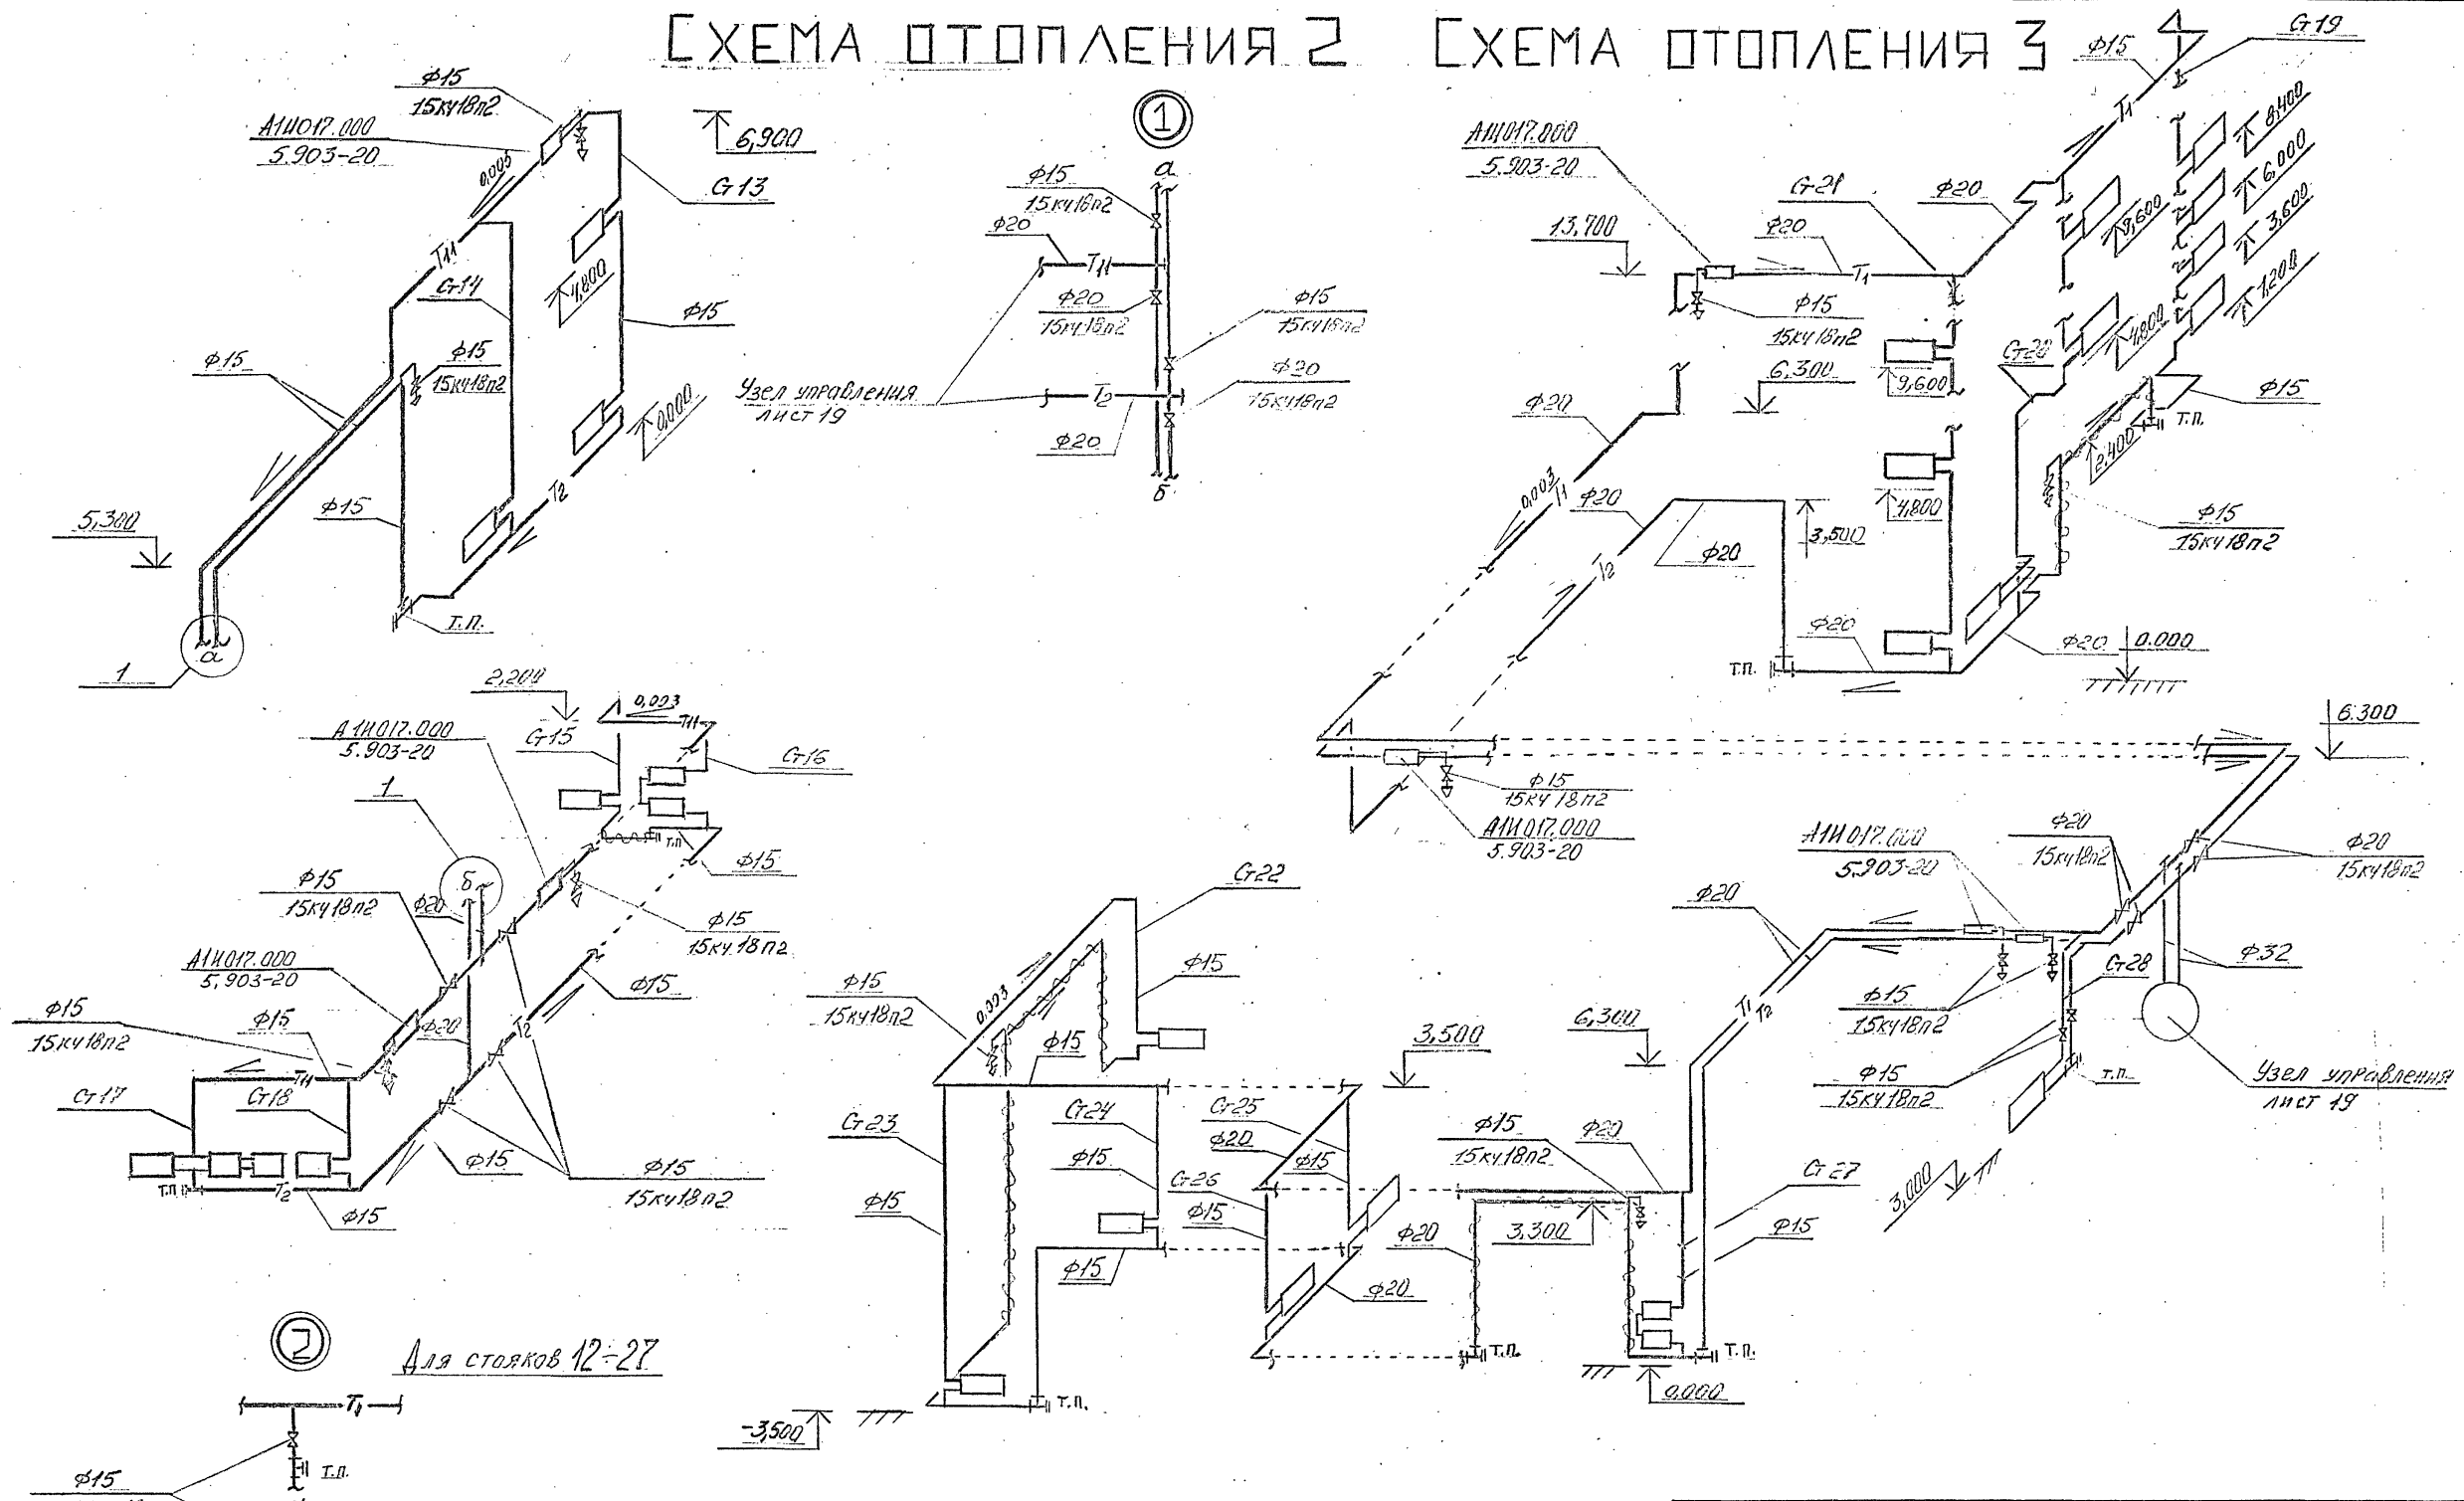 СХЕМА ОТОПЛЕНИЯ 2
СХЕМА ОТОПЛЕНИЯ 3
Ф15
15кч18п2
А1И017.000
5.903-20
0,005
6,900
Ст13
Т11
Ст14
4,800
Ф15
Ф15
Ф15
15кч18п2
0,000
Т2
Ф15
5,300
Т.П.
а
1
1
а
Ф15
15кч18п2
Ф20
Т11
Ф20
15кч18п2
Ф15
15кч18п2
Узел управления
лист 19
Т2
Ф20
15кч18п2
Ф20
б
Ст19
Ф15
Т1
8,400
6,000
3,600
1,200
А1И017.000
5.903-20
Ст21
Ф20
13,700
Ф20
Т1
9,600
Ф15
15кч18п2
4,800
Ст20
6,300
9,600
Ф15
Ф20
Т.П.
2,400
0,003
Т1
Ф20
4,800
3,500
Ф20
Ф15
15кч18п2
Т2
Ф20
Ф20
0.000
Т.П.
2,200
0,003
Т11
А1И017.000
5.903-20
Ст15
Ст16
1
Т.П.
Ф15
б
Ф15
15кч18п2
Ф20
Ф15
15кч18п2
А1И017.000
5.903-20
Ф15
Ф15
15кч18п2
Ф15
Ф20
Т2
Т11
Ст17
Ст18
Т.П.
Т2
Ф15
Ф15
15кч18п2
Ф15
6.300
Ф15
15кч18п2
А1И017.000
5.903-20
А1И017.000
5.903-20
Ф20
15кч18п2
Ф20
15кч18п2
Ст22
Ф20
Ф15
15кч18п2
0,003
Ф15
Ф15
3,500
6,300
Т1
Т2
Ф15
15кч18п2
Ст28
Ф32
Ф15
15кч18п2
Т.П.
Узел управления
лист 19
Ст23
Ст24
Ст25
Ф20
Ф15
Ф15
15кч18п2
Ф20
Ф15
Ст26
Ф15
Ст27
3,000
Ф15
Ф20
3.300
Ф15
Ф15
Ф20
Т.П.
Т.П.
0.000
Т.П.
-3,500
2
Для стояков 12÷27
Т11
Т.П.
Ф15